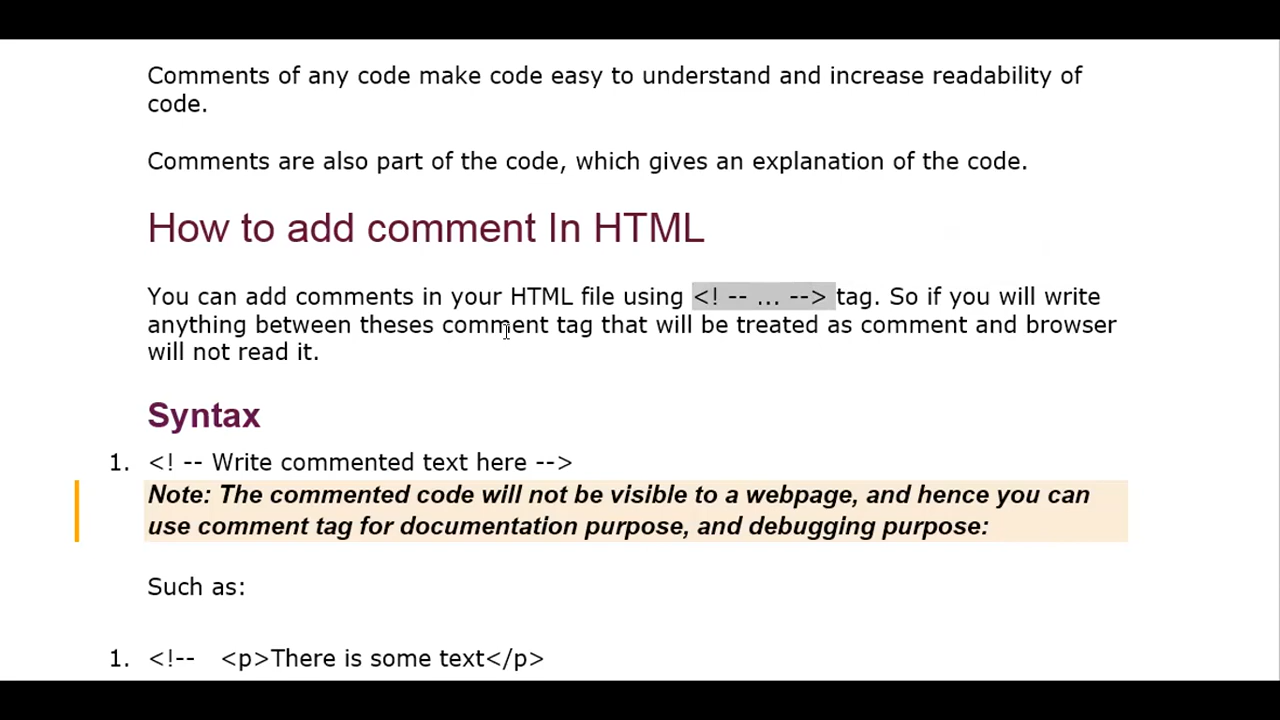 Comments of any code make code easy to understand and increase readability of
code.
Comments are also part of the code, which gives an explanation of the code.
How to add comment In HTML
You can add comments in your HTML file using <! -- ... --> tag. So if you will write
anything between theses comment tag that will be treated as comment and browser
will not read it.
Syntax
1. <! -- Write commented text here -->
Note: The commented code will not be visible to a webpage, and hence you can
use comment tag for documentation purpose, and debugging purpose:
Such as:
1. <!-- <p>There is some text</p>